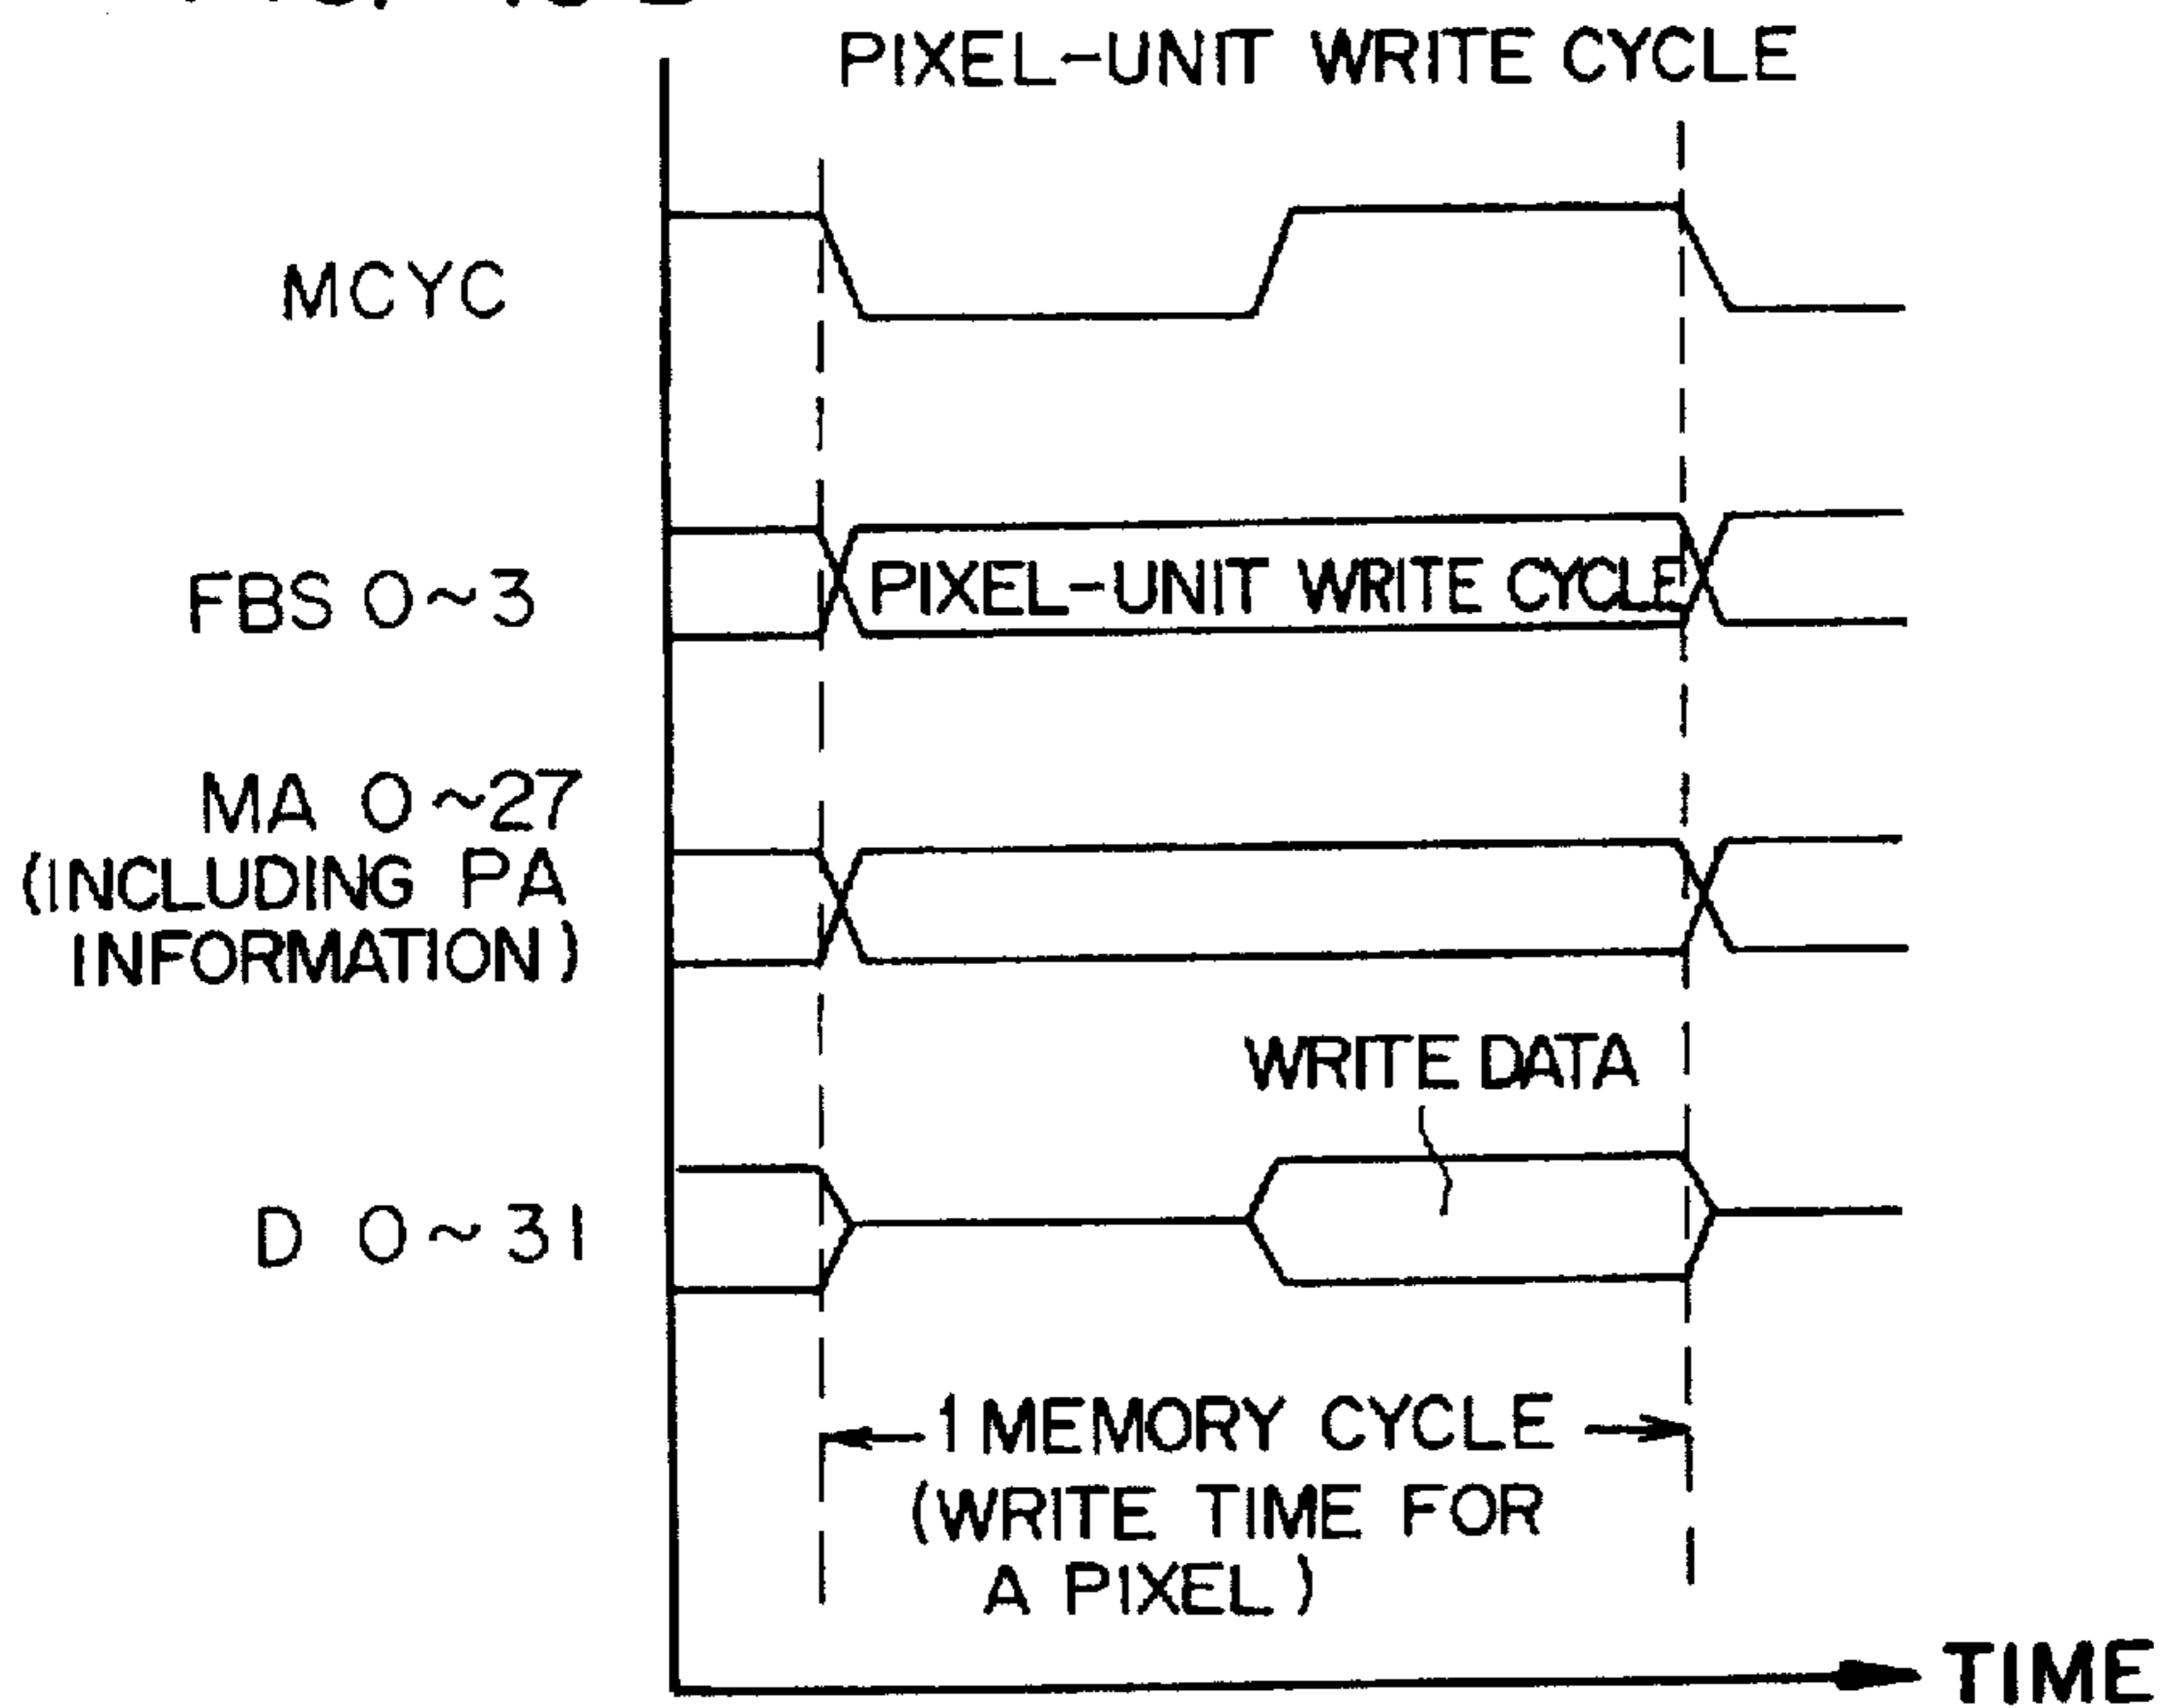 PIXEL-UNIT WRITE CYCLE
MCYC
FBS 0~3
PIXEL-UNIT WRITE CYCLE
MA 0~27
(INCLUDING PA
INFORMATION)
WRITE DATA
D 0~31
1 MEMORY CYCLE
(WRITE TIME FOR
A PIXEL)
TIME